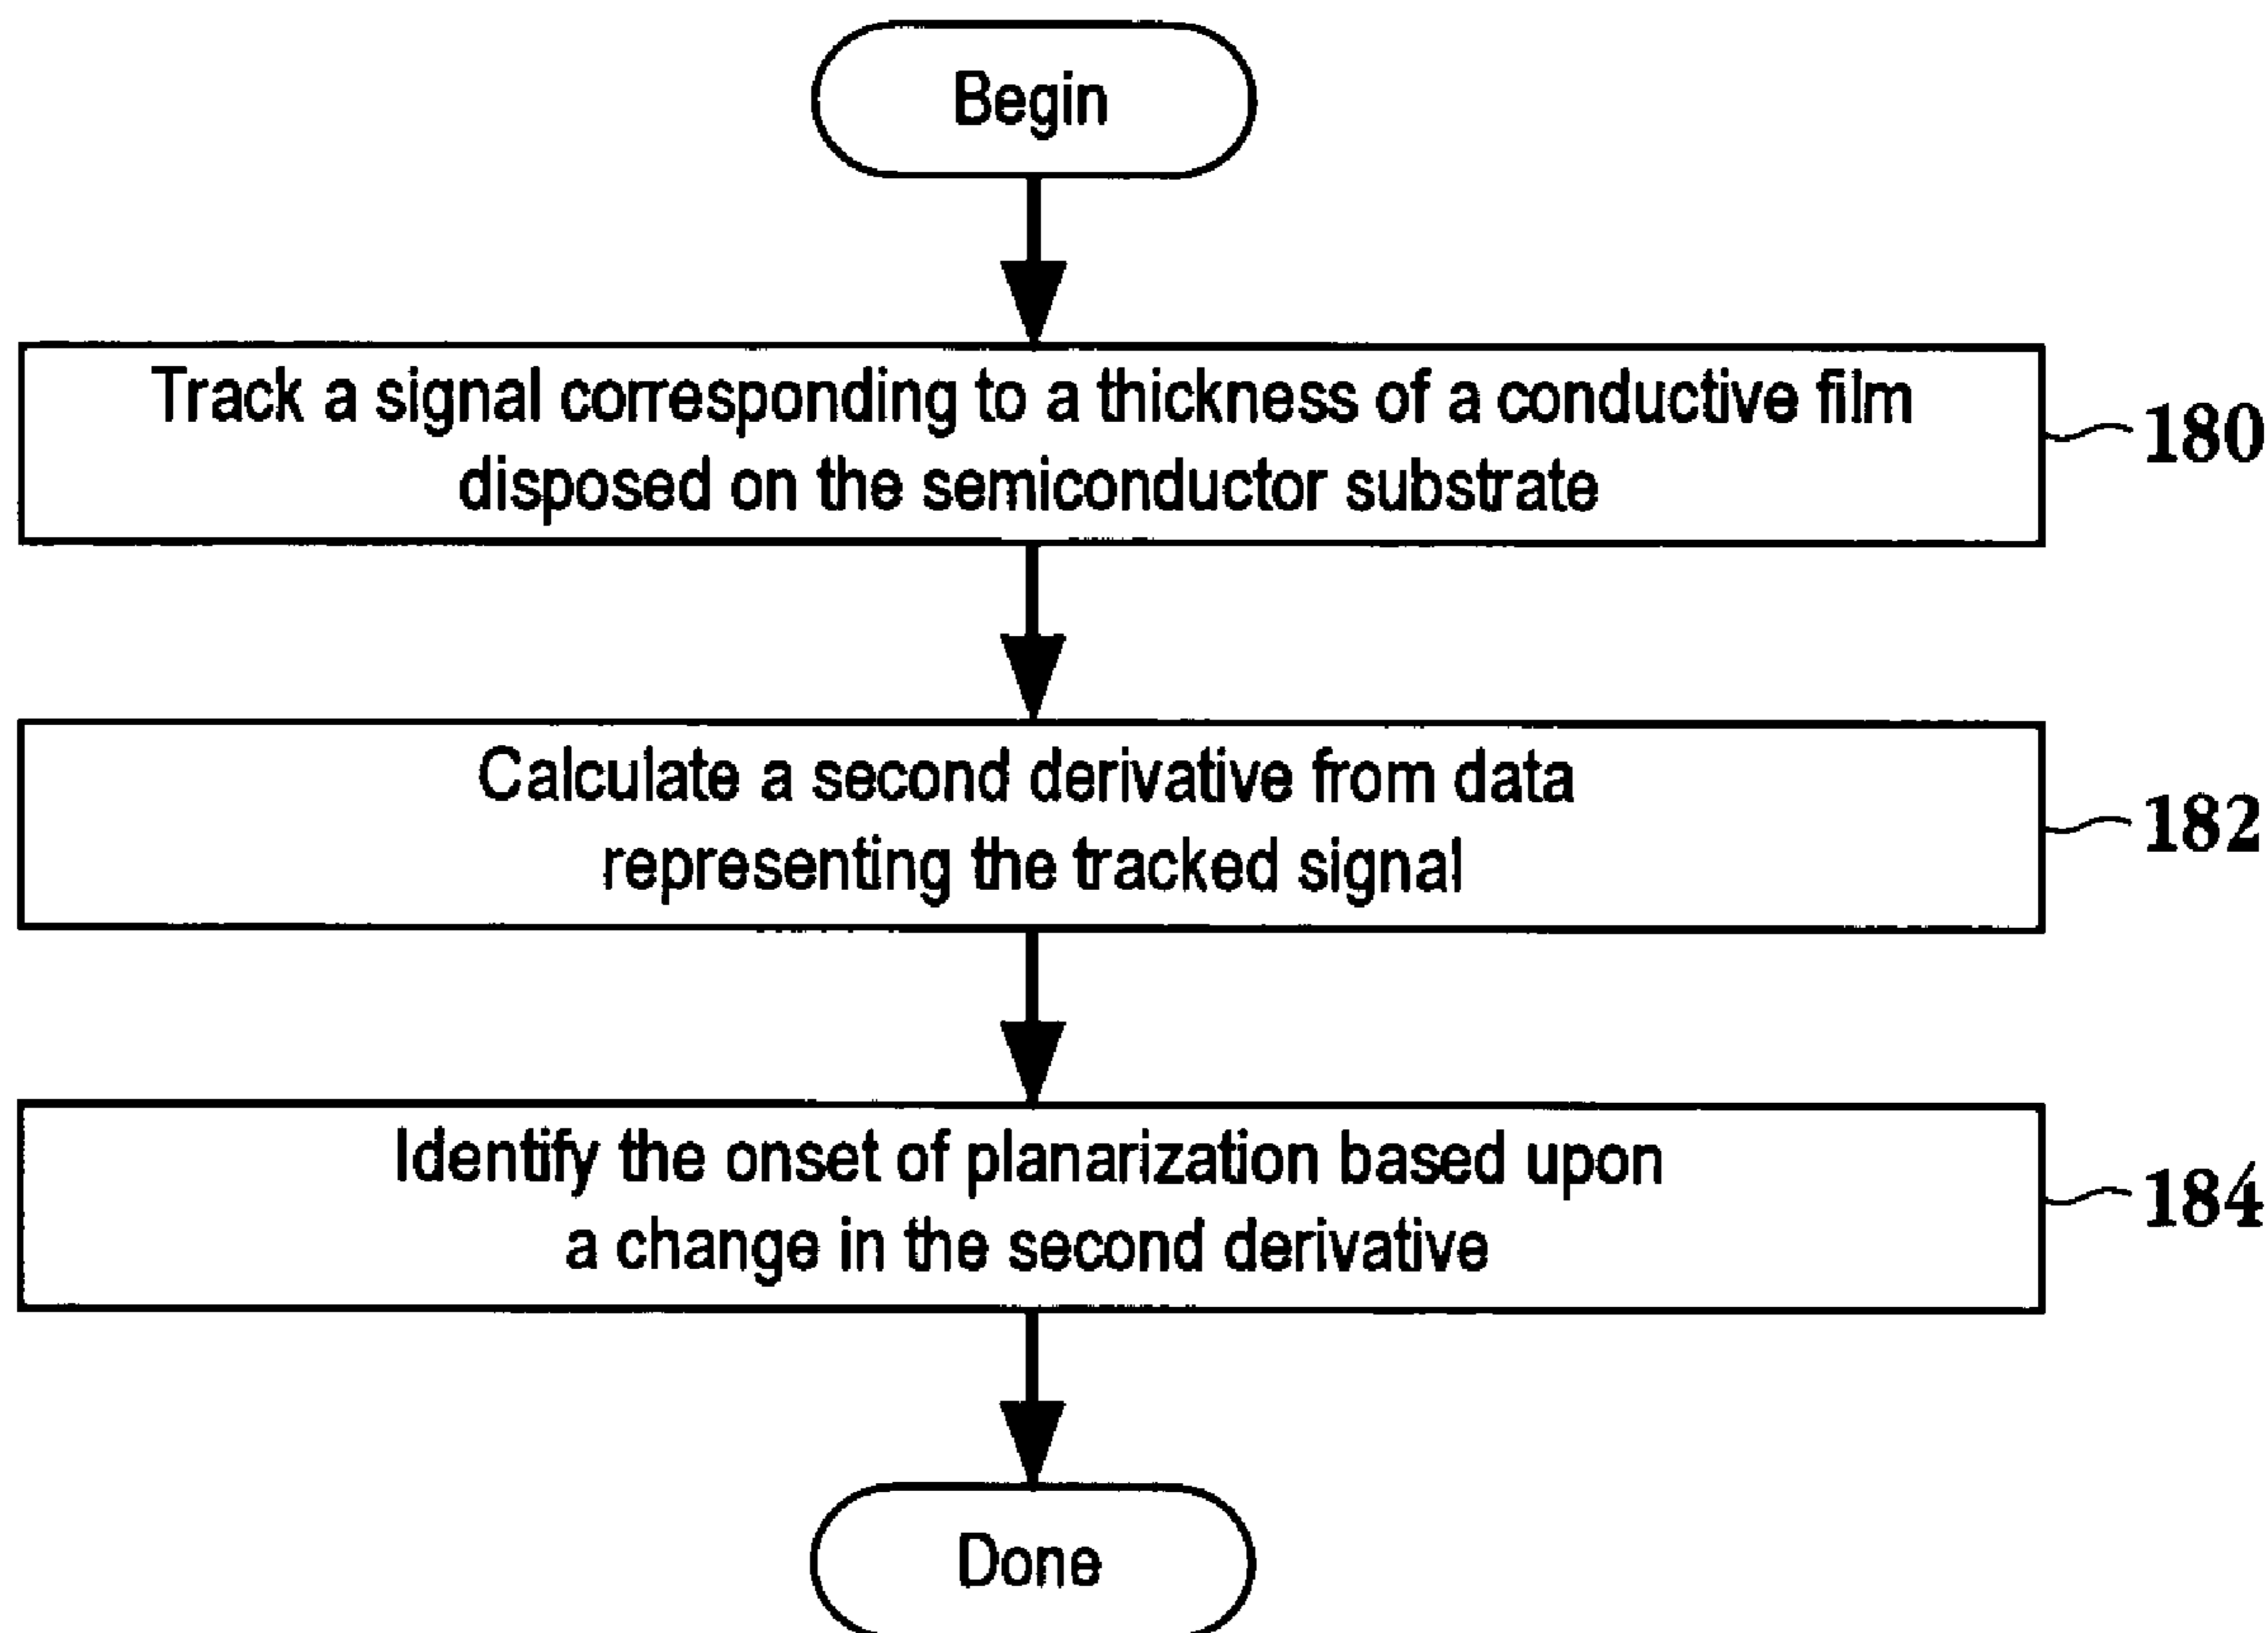 Begin
Track a signal corresponding to a thickness of a conductive film
disposed on the semiconductor substrate
180
Calculate a second derivative from data
representing the tracked signal
182
Identify the onset of planarization based upon
a change in the second derivative
184
Done